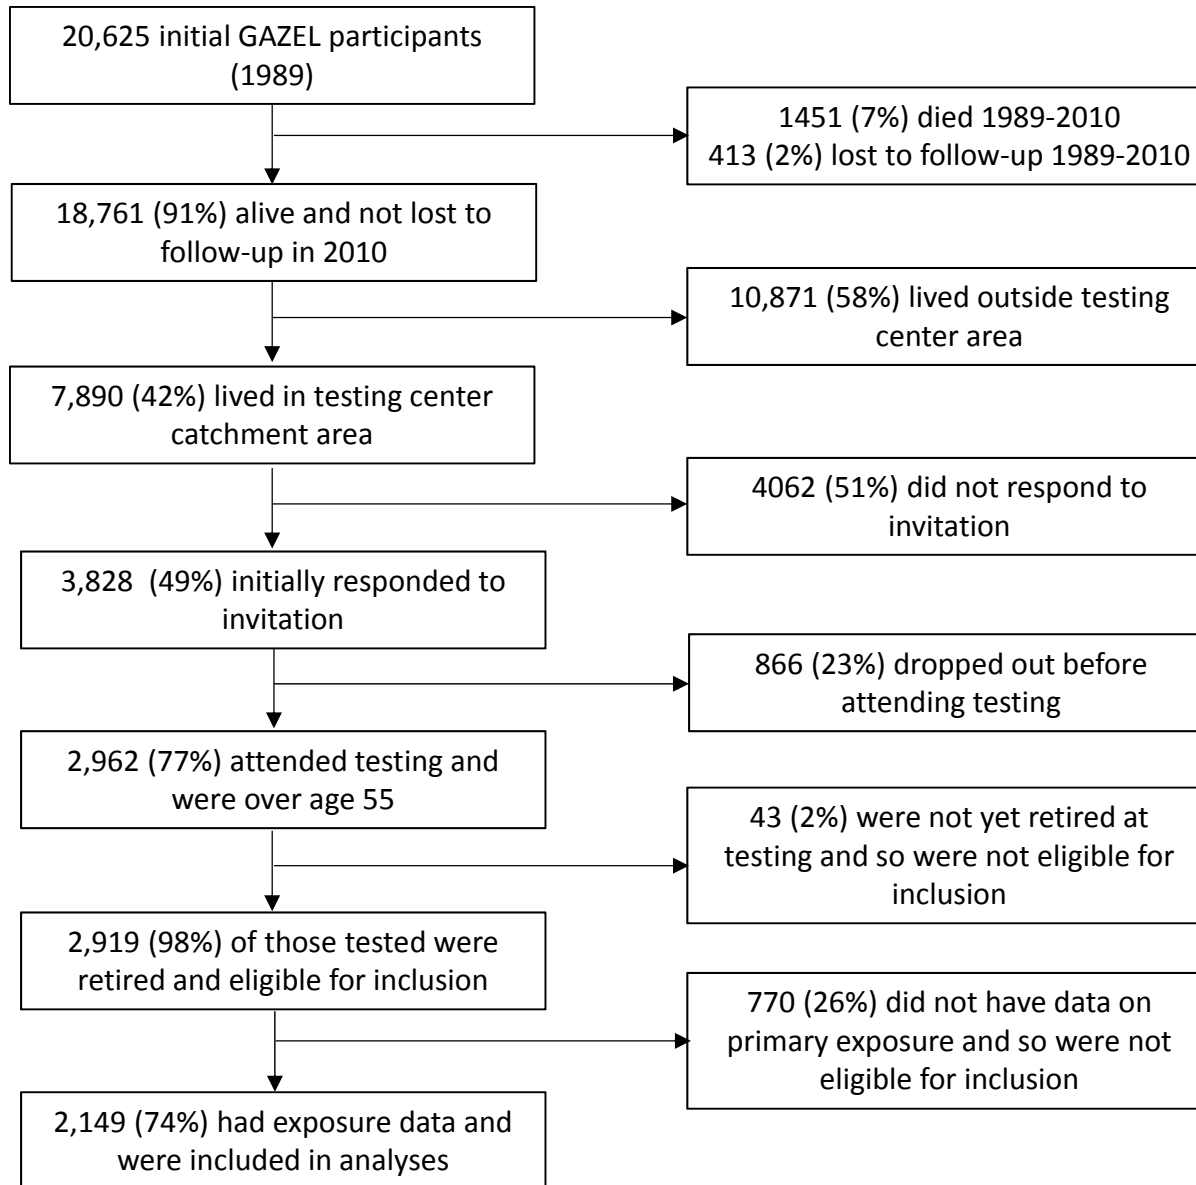 20,625 initial GAZEL participants
(1989)
1451 (7%) died 1989-2010
413 (2%) lost to follow-up 1989-2010
18,761 (91%) alive and not lost to
follow-up in 2010
10,871 (58%) lived outside testing
center area
7,890 (42%) lived in testing center
catchment area
4062 (51%) did not respond to
invitation
3,828 (49%) initially responded to
invitation
866 (23%) dropped out before
attending testing
2,962 (77%) attended testing and
were over age 55
43 (2%) were not yet retired at
testing and so were not eligible for
inclusion
2,919 (98%) of those tested were
retired and eligible for inclusion
770 (26%) did not have data on
primary exposure and so were not
eligible for inclusion
2,149 (74%) had exposure data and
were included in analyses